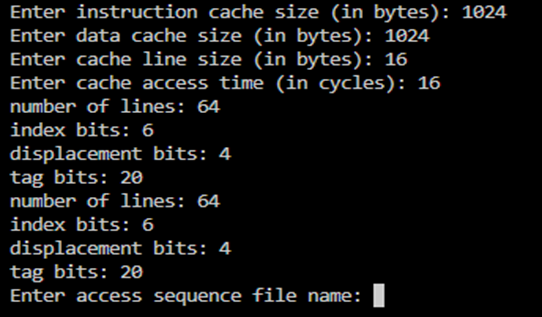 Enter instruction cache size (in bytes): 1024
Enter data cache size (in bytes): 1024
Enter cache line size (in bytes): 16
Enter cache access time (in cycles): 16
number of lines: 64
index bits: 6
displacement bits: 4
tag bits: 20
number of lines: 64
index bits: 6
displacement bits: 4
tag bits: 20
Enter access sequence file name: